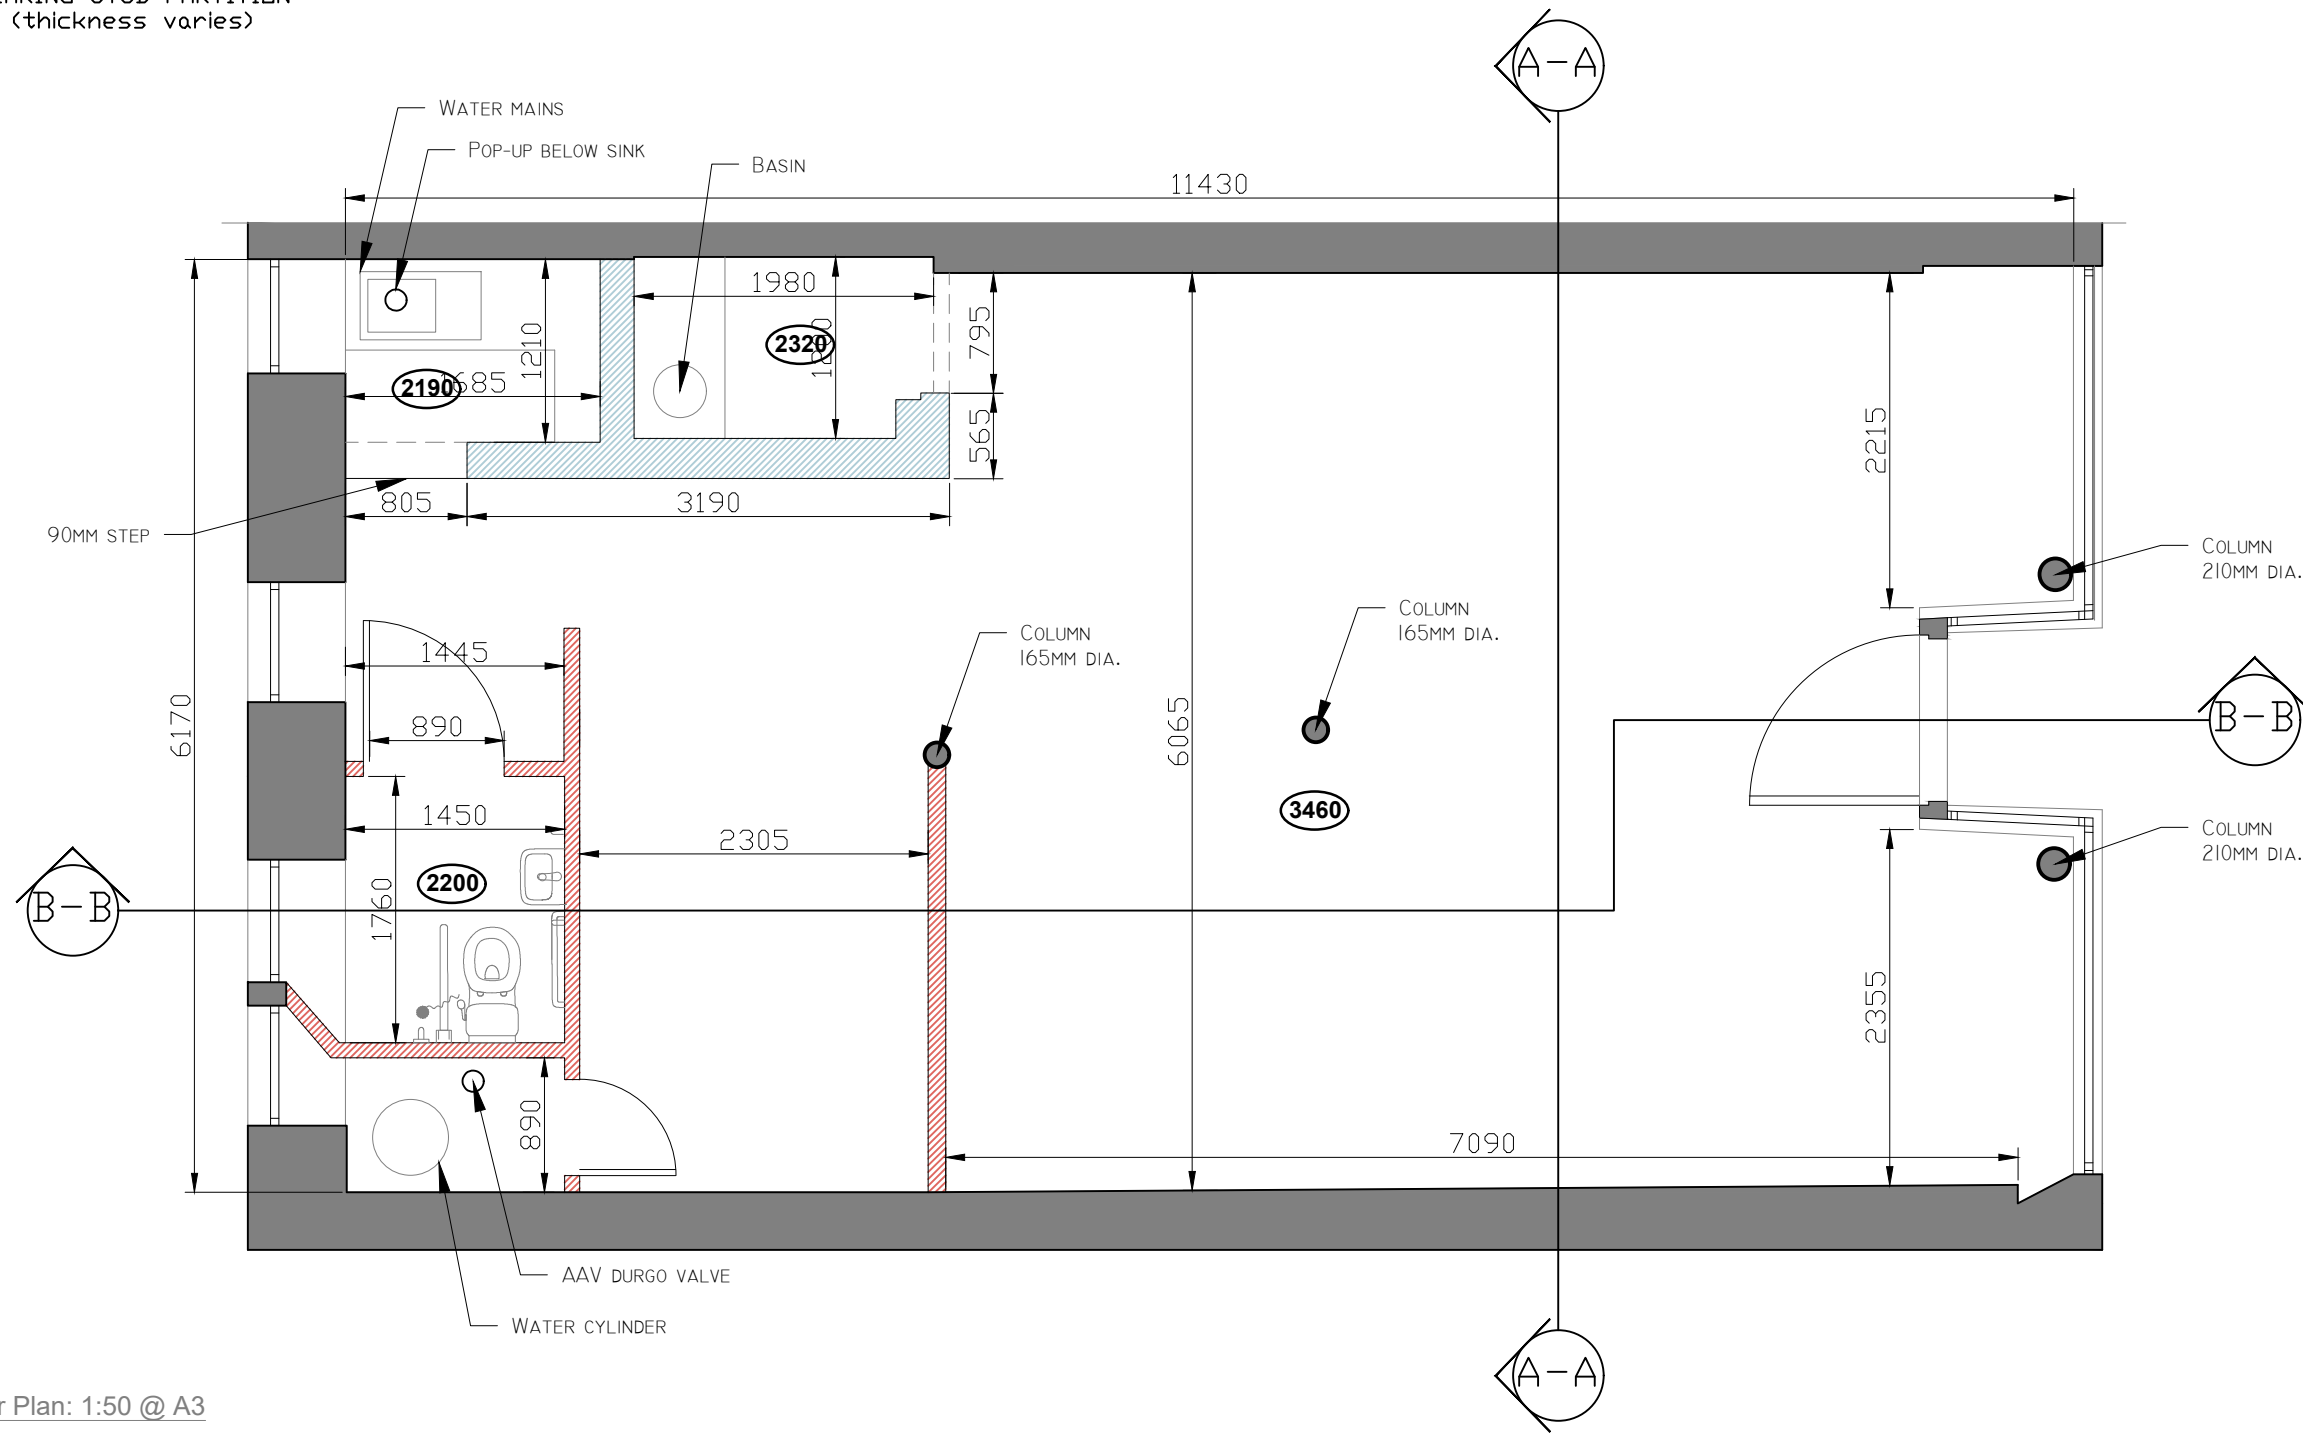 (thickness varies)
A-A
WATER MAINS
POP-UP BELOW SINK
BASIN
11430
1980
795
1210
2320
2190
1685
565
2215
805
3190
90MM STEP
COLUMN
210MM DIA.
COLUMN
165MM DIA.
COLUMN
165MM DIA.
1445
890
6170
6065
B-B
3460
1450
2305
2200
1760
B-B
COLUMN
210MM DIA.
2355
890
7090
AAV DURGO VALVE
WATER CYLINDER
A-A
Plan: 1:50 @ A3